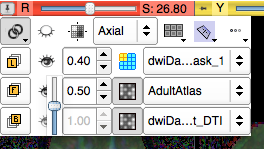 R S: 26.80 Y
Axial
L 0.40 dwiDa...ask_1
F 0.50 AdultAtlas
B 1.00 dwiDa...t_DTI